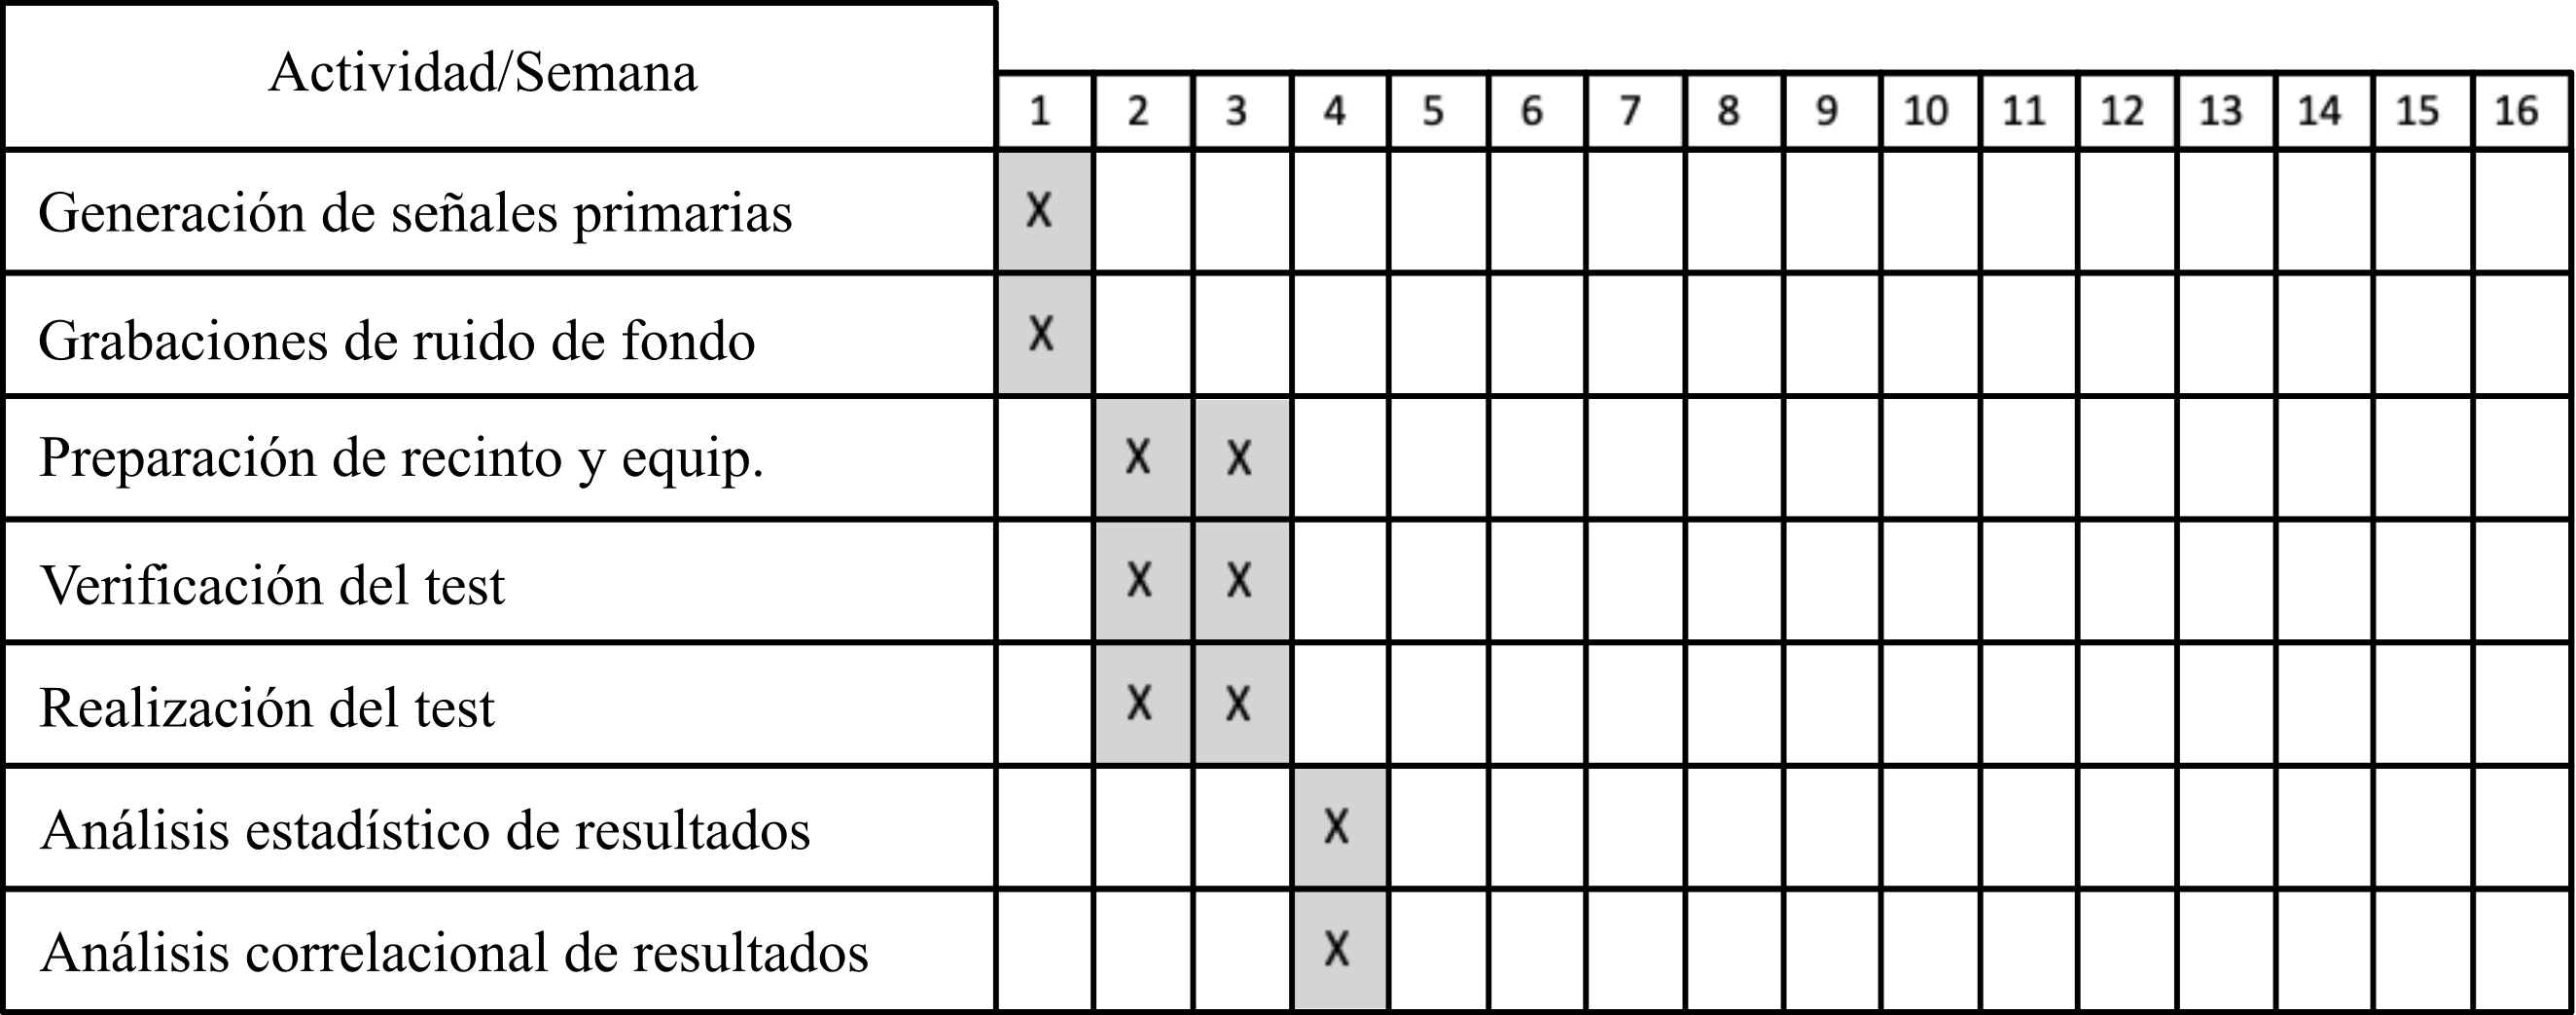 Actividad/Semana
1 2 3 4 5 6 7 8 9 10 11 12 13 14 15 16
Generación de señales primarias X
Grabaciones de ruido de fondo X
Preparación de recinto y equip. X X
Verificación del test X X
Realización del test X X
Análisis estadístico de resultados X
Análisis correlacional de resultados X